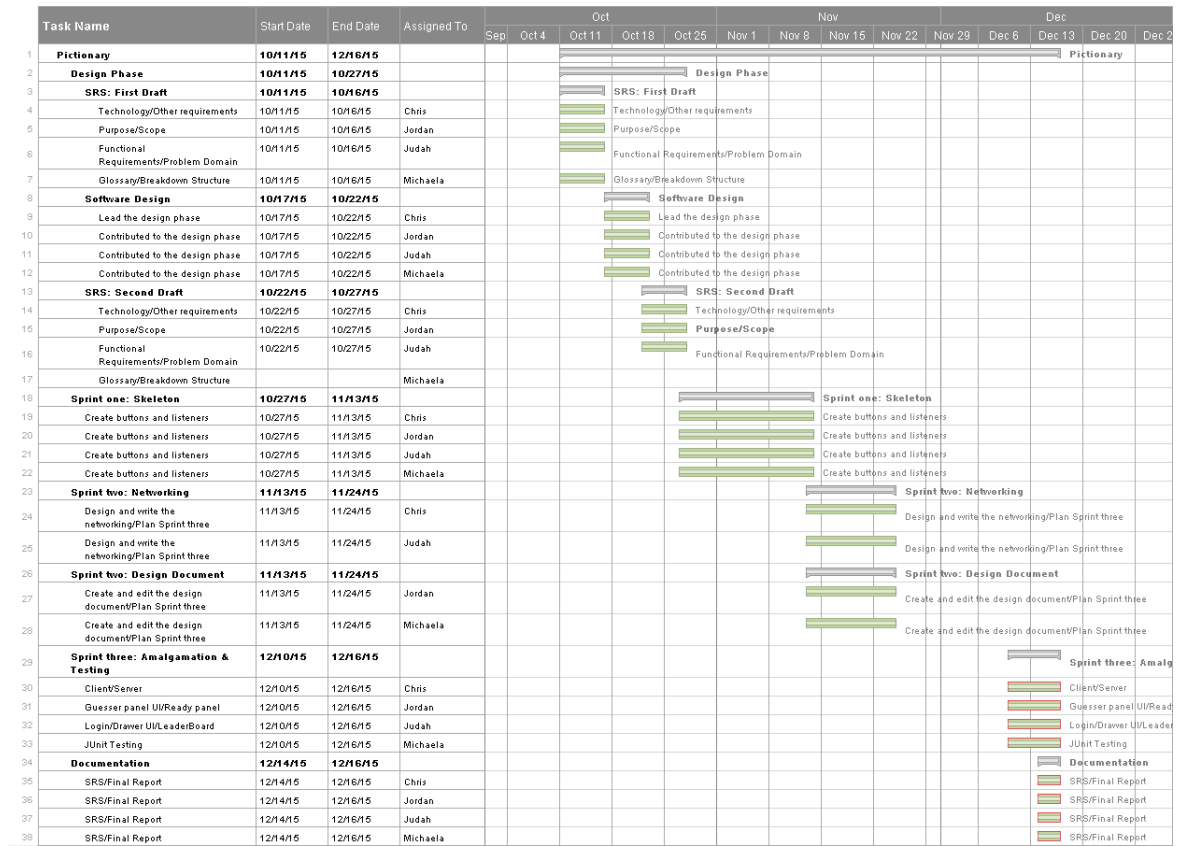 Task Name Start Date End Date Assigned To Oct Nov Dec
Sep Oct 4 Oct 11 Oct 18 Oct 25 Nov 1 Nov 8 Nov 15 Nov 22 Nov 29 Dec 6 Dec 13 Dec 20 Dec 2
1 Pictionary 10/11/15 12/16/15 Pictionary
2 Design Phase 10/11/15 10/27/15 Design Phase
3 SRS: First Draft 10/11/15 10/16/15 SRS: First Draft
4 Technology/Other requirements 10/11/15 10/16/15 Chris Technology/Other requirements
5 Purpose/Scope 10/11/15 10/16/15 Jordan Purpose/Scope
6 Functional Requirements/Problem Domain 10/11/15 10/16/15 Judah Functional Requirements/Problem Domain
7 Glossary/Breakdown Structure 10/11/15 10/16/15 Michaela Glossary/Breakdown Structure
8 Software Design 10/17/15 10/22/15 Software Design
9 Lead the design phase 10/17/15 10/22/15 Chris Lead the design phase
10 Contributed to the design phase 10/17/15 10/22/15 Jordan Contributed to the design phase
11 Contributed to the design phase 10/17/15 10/22/15 Judah Contributed to the design phase
12 Contributed to the design phase 10/17/15 10/22/15 Michaela Contributed to the design phase
13 SRS: Second Draft 10/22/15 10/27/15 SRS: Second Draft
14 Technology/Other requirements 10/22/15 10/27/15 Chris Technology/Other requirements
15 Purpose/Scope 10/22/15 10/27/15 Jordan Purpose/Scope
16 Functional Requirements/Problem Domain 10/22/15 10/27/15 Judah Functional Requirements/Problem Domain
17 Glossary/Breakdown Structure Michaela
18 Sprint one: Skeleton 10/27/15 11/13/15 Sprint one: Skeleton
19 Create buttons and listeners 10/27/15 11/13/15 Chris Create buttons and listeners
20 Create buttons and listeners 10/27/15 11/13/15 Jordan Create buttons and listeners
21 Create buttons and listeners 10/27/15 11/13/15 Judah Create buttons and listeners
22 Create buttons and listeners 10/27/15 11/13/15 Michaela Create buttons and listeners
23 Sprint two: Networking 11/13/15 11/24/15 Sprint two: Networking
24 Design and write the networking/Plan Sprint three 11/13/15 11/24/15 Chris Design and write the networking/Plan Sprint three
25 Design and write the networking/Plan Sprint three 11/13/15 11/24/15 Judah Design and write the networking/Plan Sprint three
26 Sprint two: Design Document 11/13/15 11/24/15 Sprint two: Design Document
27 Create and edit the design document/Plan Sprint three 11/13/15 11/24/15 Jordan Create and edit the design document/Plan Sprint three
28 Create and edit the design document/Plan Sprint three 11/13/15 11/24/15 Michaela Create and edit the design document/Plan Sprint three
29 Sprint three: Amalgamation & Testing 12/10/15 12/16/15 Sprint three: Amalg
30 Client/Server 12/10/15 12/16/15 Chris Client/Server
31 Guesser panel UI/Ready panel 12/10/15 12/16/15 Jordan Guesser panel UI/Read
32 Login/Drawer UI/LeaderBoard 12/10/15 12/16/15 Judah Login/Drawer UI/Leader
33 JUnit Testing 12/10/15 12/16/15 Michaela JUnit Testing
34 Documentation 12/14/15 12/16/15 Documentation
35 SRS/Final Report 12/14/15 12/16/15 Chris SRS/Final Report
36 SRS/Final Report 12/14/15 12/16/15 Jordan SRS/Final Report
37 SRS/Final Report 12/14/15 12/16/15 Judah SRS/Final Report
38 SRS/Final Report 12/14/15 12/16/15 Michaela SRS/Final Report